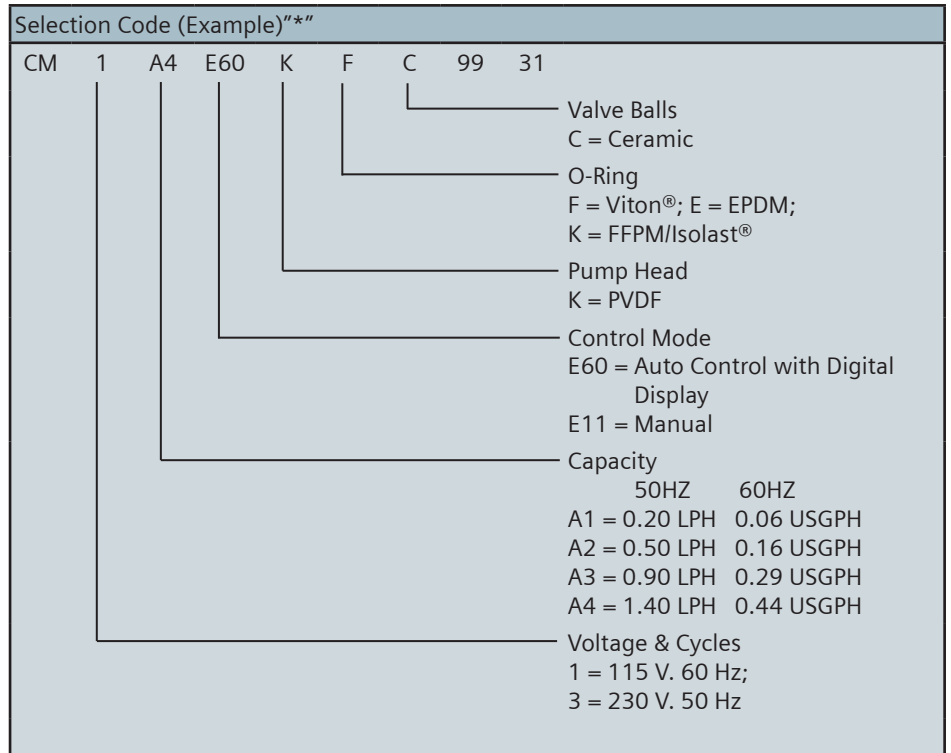 Selection Code (Example)”*”
CM 1 A4 E60 K F C 99 31
Valve Balls
C = Ceramic
O-Ring
F = Viton®; E = EPDM;
K = FFPM/Isolast®
Pump Head
K = PVDF
Control Mode
E60 = Auto Control with Digital
Display
E11 = Manual
Capacity
50HZ 60HZ
A1 = 0.20 LPH 0.06 USGPH
A2 = 0.50 LPH 0.16 USGPH
A3 = 0.90 LPH 0.29 USGPH
A4 = 1.40 LPH 0.44 USGPH
Voltage & Cycles
1 = 115 V. 60 Hz;
3 = 230 V. 50 Hz